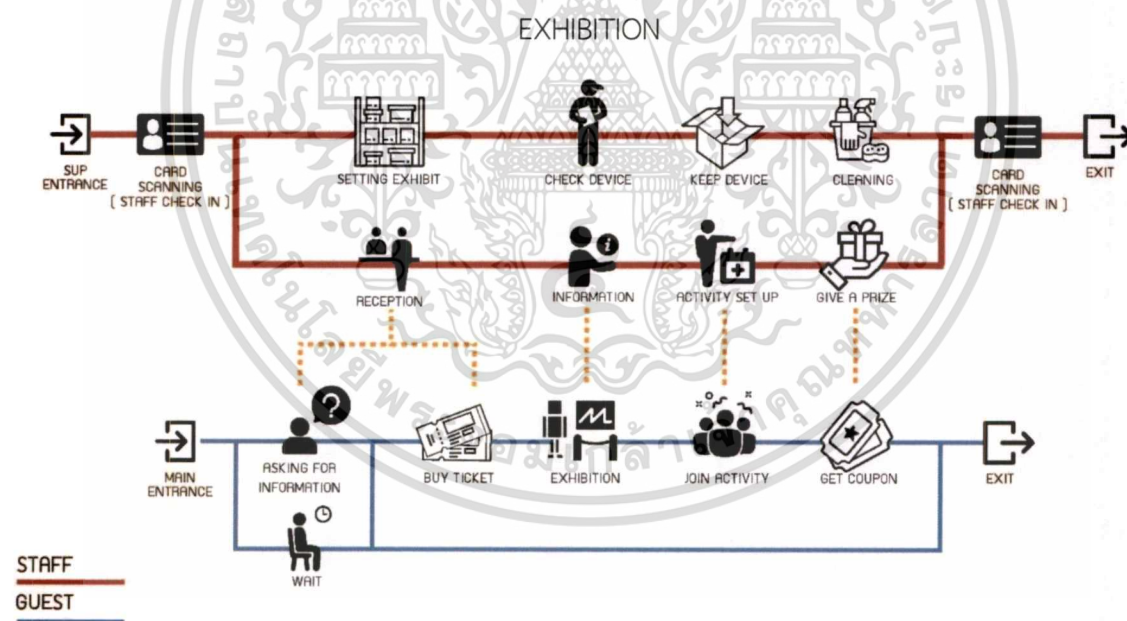 EXHIBITION
SUP
ENTRANCE
CARD
SCANNING
( STAFF CHECK IN )
SETTING EXHIBIT
CHECK DEVICE
KEEP DEVICE
CLEANING
CARD
SCANNING
( STAFF CHECK IN )
EXIT
RECEPTION
INFORMATION
ACTIVITY SET UP
GIVE A PRIZE
MAIN
ENTRANCE
ASKING FOR
INFORMATION
BUY TICKET
EXHIBITION
JOIN ACTIVITY
GET COUPON
EXIT
WAIT
STAFF
GUEST